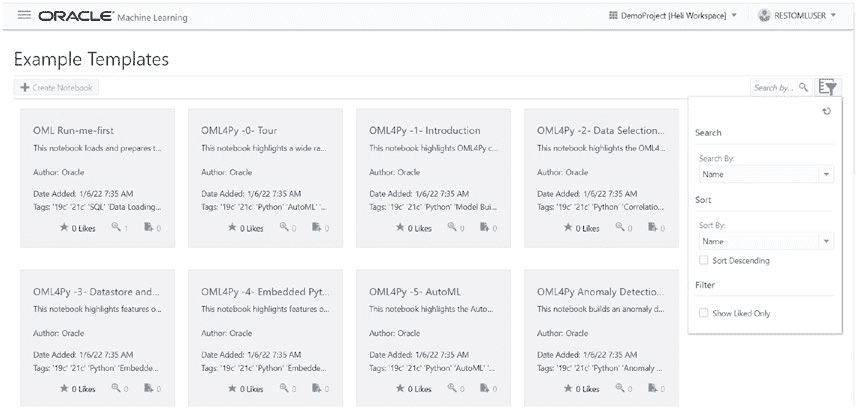 ORACLE Machine Learning
DemoProject [Heli Workspace]
RESTOMLUSER
Example Templates
Create Notebook
Search by...
OML Run-me-first
This notebook loads and prepares t...
Author: Oracle
Date Added: 1/6/22 7:35 AM
Tags: '19c' '21c' 'SQL' 'Data Loading...
0 Likes 1 0
OML4Py -0- Tour
This notebook highlights a wide ra...
Author: Oracle
Date Added: 1/6/22 7:35 AM
Tags: '19c' '21c' 'Python' 'AutoML' '...
0 Likes 0 0
OML4Py -1- Introduction
This notebook highlights OML4Py c...
Author: Oracle
Date Added: 1/6/22 7:35 AM
Tags: '19c' '21c' 'Python' 'Model Bui...
0 Likes 0 0
OML4Py -2- Data Selection...
This notebook highlights the OML4...
Author: Oracle
Date Added: 1/6/22 7:35 AM
Tags: '19c' '21c' 'Python' 'Correlatio...
0 Likes 0 0
OML4Py -3- Datastore and...
This notebook highlights features o...
Author: Oracle
Date Added: 1/6/22 7:35 AM
Tags: '19c' '21c' 'Python' 'Embedde...
0 Likes 0 0
OML4Py -4- Embedded Pyt...
This notebook highlights features o...
Author: Oracle
Date Added: 1/6/22 7:35 AM
Tags: '19c' '21c' 'Python' 'Embedde...
0 Likes 0 0
OML4Py -5- AutoML
This notebook highlights the Auto...
Author: Oracle
Date Added: 1/6/22 7:35 AM
Tags: '19c' '21c' 'Python' 'AutoML' '...
0 Likes 0 0
OML4Py Anomaly Detectio...
This notebook builds an anomaly d...
Author: Oracle
Date Added: 1/6/22 7:35 AM
Tags: '19c' '21c' 'Python' 'Anomaly ...
0 Likes 0 0
Search
Search By:
Name
Sort
Sort By:
Name
Sort Descending
Filter
Show Liked Only